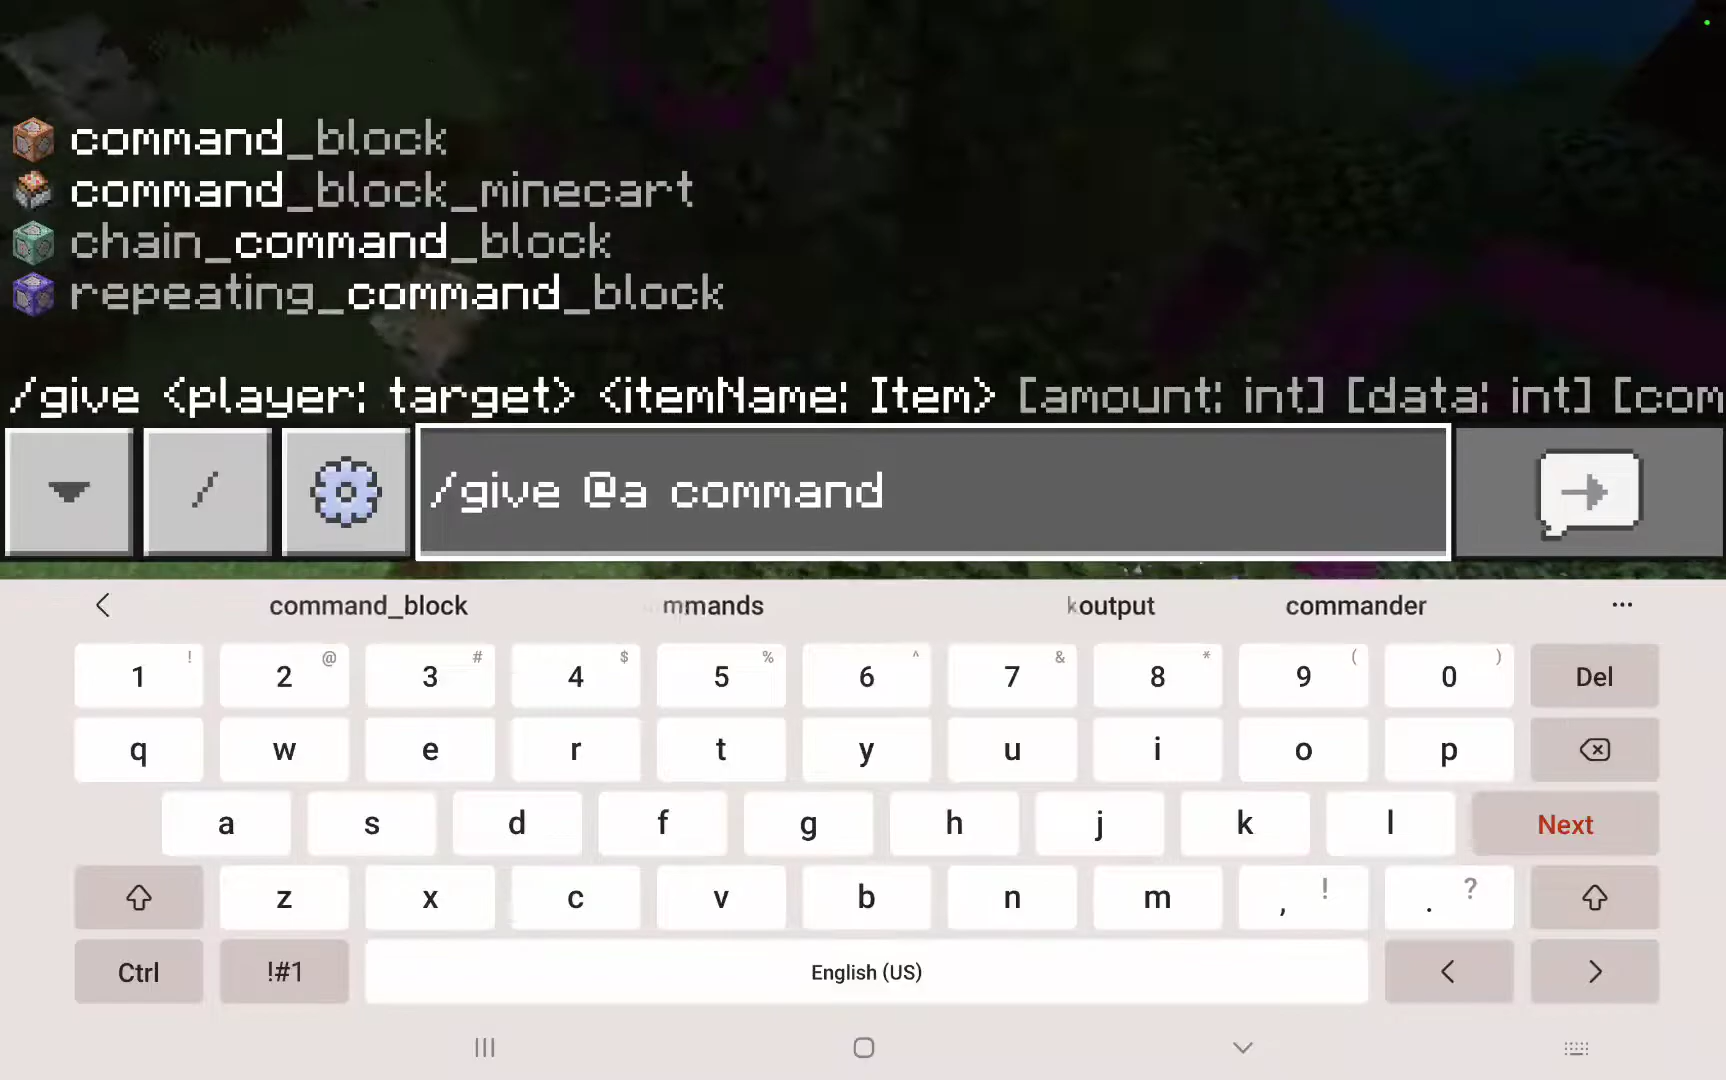 command_block
command_block_minecart
chain_command_block
repeating_command_block
/give <player: target> <itemName: Item> [amount: int] [data: int] [com
/ /give @a command
command_block mmands koutput commander ...
1 ! 2 @ 3 # 4 $ 5 % 6 ^ 7 & 8 * 9 ( 0 ) Del
q w e r t y u i o p
a s d f g h j k l Next
z x c v b n m , ! . ?
Ctrl !#1 English (US) < >